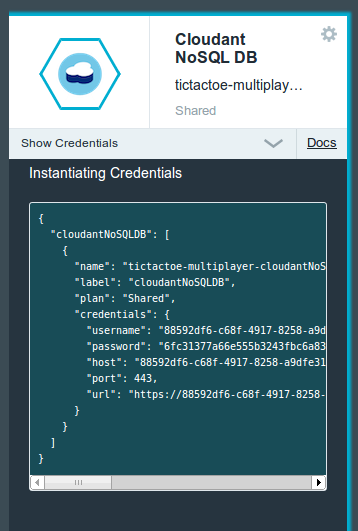 Cloudant
NoSQL DB
tictactoe-multiplay…
Shared
Show Credentials
Docs
Instantiating Credentials
{
"cloudantNoSQLDB": [
{
"name": "tictactoe-multiplayer-cloudantNoS
"label": "cloudantNoSQLDB",
"plan": "Shared",
"credentials": {
"username": "88592df6-c68f-4917-8258-a9d
"password": "6fc31377a66e555b3243fbc6a83
"host": "88592df6-c68f-4917-8258-a9dfe31
"port": 443,
"url": "https://88592df6-c68f-4917-8258-
}
}
]
}